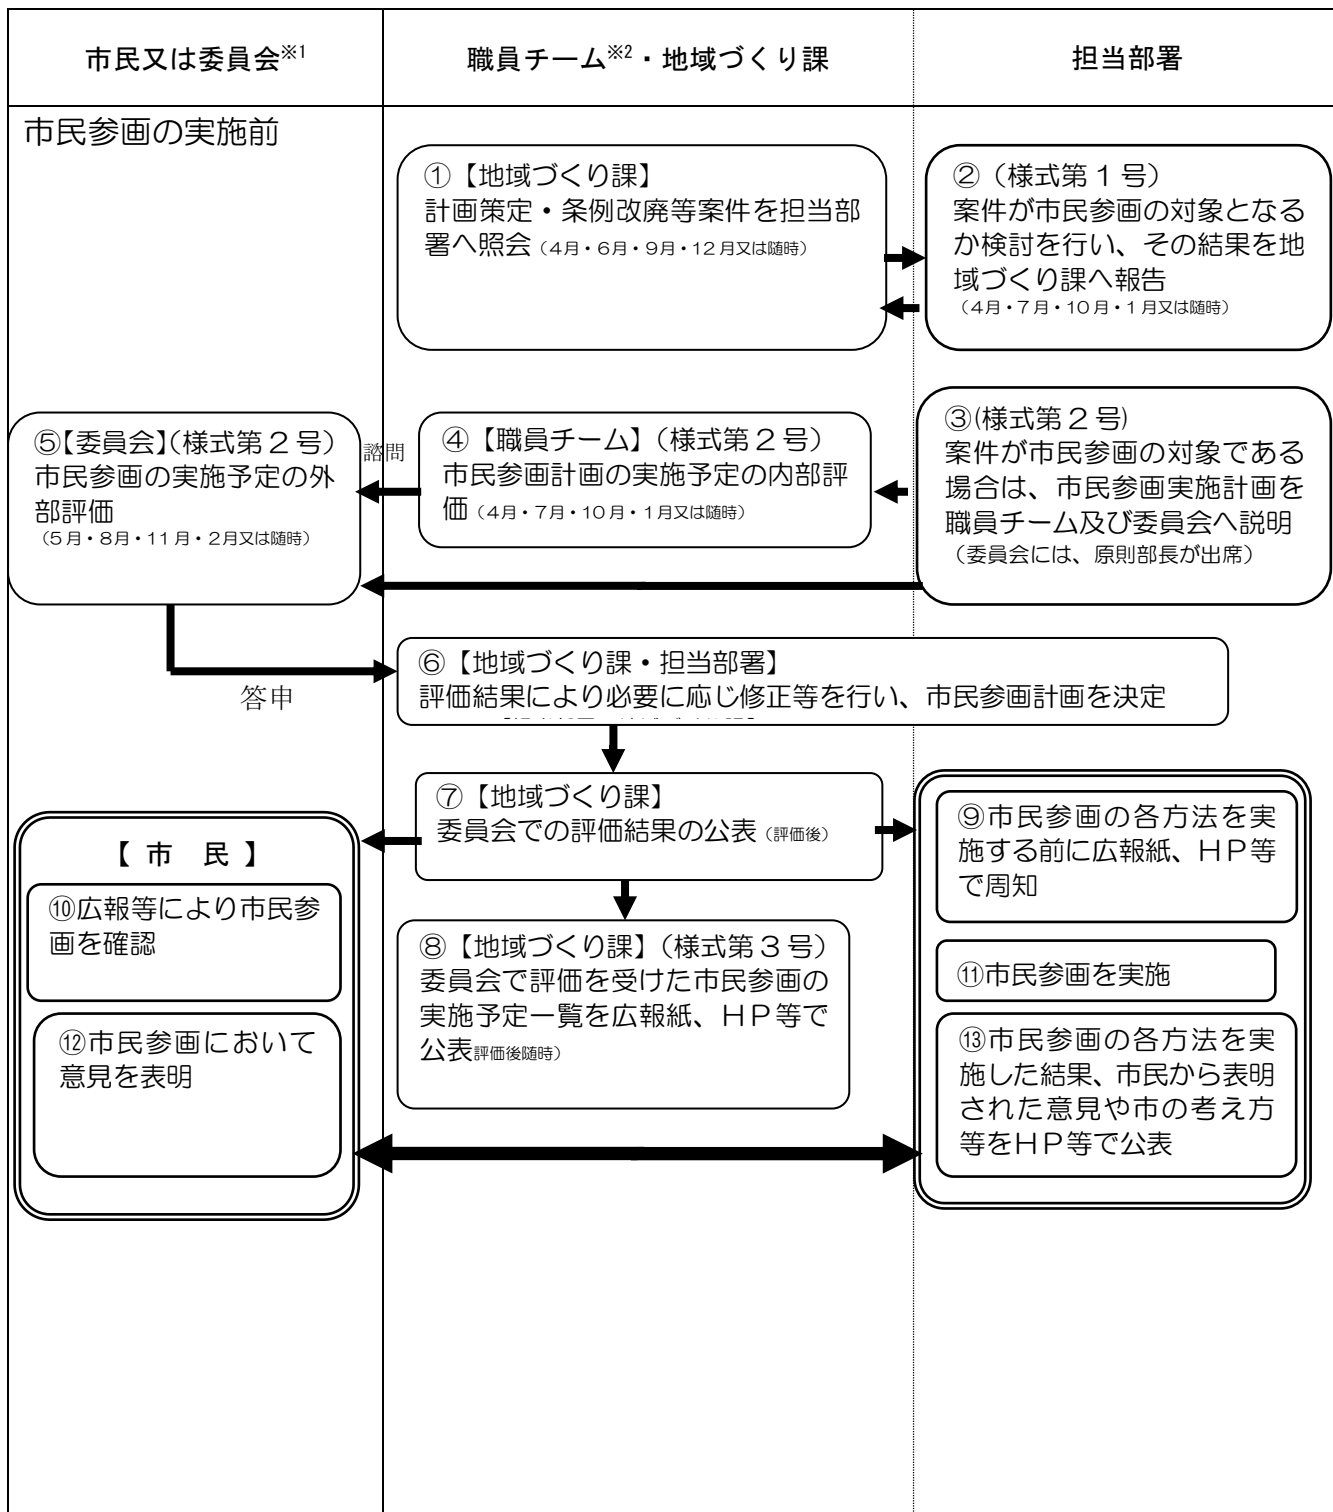 市民又は委員会※1
職員チーム※2・地域づくり課
担当部署
市民参画の実施前
①【地域づくり課】
計画策定・条例改廃等案件を担当部
署へ照会（4月・6月・9月・12月又は随時）
②（様式第1号）
案件が市民参画の対象となる
か検討を行い、その結果を地
域づくり課へ報告
（4月・7月・10月・1月又は随時）
③(様式第2号)
案件が市民参画の対象である
場合は、市民参画実施計画を
職員チーム及び委員会へ説明
（委員会には、原則部長が出席）
④【職員チーム】（様式第2号）
市民参画計画の実施予定の内部評
価（4月・7月・10月・1月又は随時）
諮問
⑤【委員会】（様式第2号）
市民参画の実施予定の外
部評価
（5月・8月・11月・2月又は随時）
答申
⑥【地域づくり課・担当部署】
評価結果により必要に応じ修正等を行い、市民参画計画を決定
⑦【地域づくり課】
委員会での評価結果の公表（評価後）
⑧【地域づくり課】（様式第3号）
委員会で評価を受けた市民参画の
実施予定一覧を広報紙、ＨＰ等で
公表評価後随時）
【 市　民 】
⑩広報等により市民参
画を確認
⑫市民参画において
意見を表明
⑨市民参画の各方法を実
施する前に広報紙、ＨＰ等
で周知
⑪市民参画を実施
⑬市民参画の各方法を実
施した結果、市民から表明
された意見や市の考え方
等をＨＰ等で公表